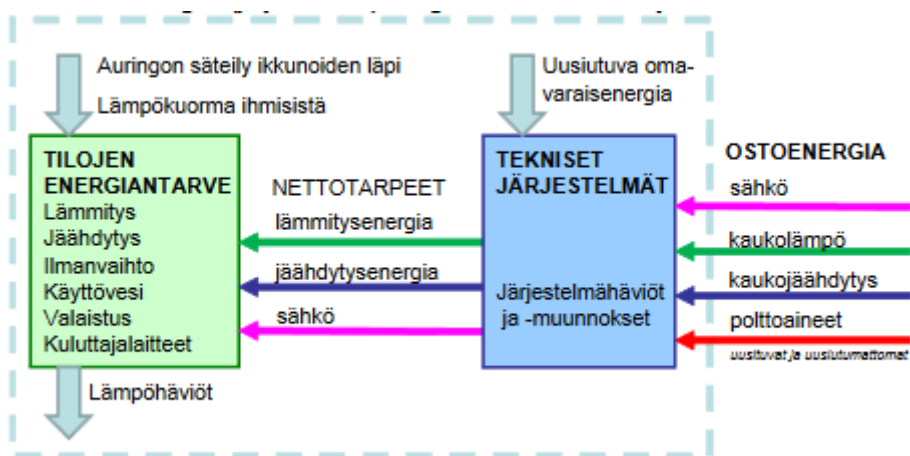 Auringon säteily ikkunoiden läpi
Lämpökuorma ihmisistä
Uusiutuva oma-
varaisenergia
TILOJEN
ENERGIANTARVE
Lämmitys
Jäähdytys
Ilmanvaihto
Käyttövesi
Valaistus
Kuluttajalaitteet
NETTOTARPEET
lämmitysenergia
jäähdytysenergia
sähkö
TEKNISET
JÄRJESTELMÄT
Järjestelmähäviöt
ja -muunnokset
OSTOENERGIA
sähkö
kaukolämpö
kaukojäähdytys
polttoaineet
uusituvat ja uusiutumattomat
Lämpöhäviöt